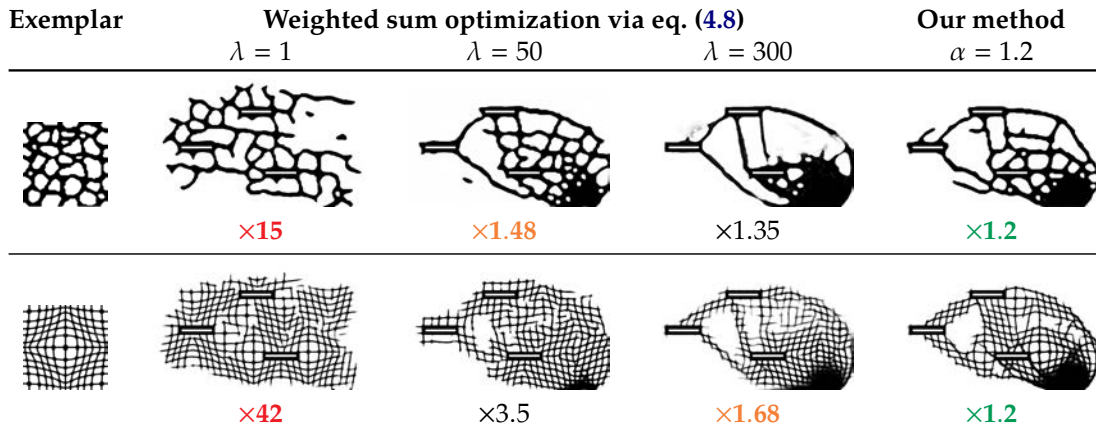 Exemplar Weighted sum optimization via eq. (4.8) Our method
λ = 1 λ = 50 λ = 300 α = 1.2
×15 ×1.48 ×1.35 ×1.2
×42 ×3.5 ×1.68 ×1.2